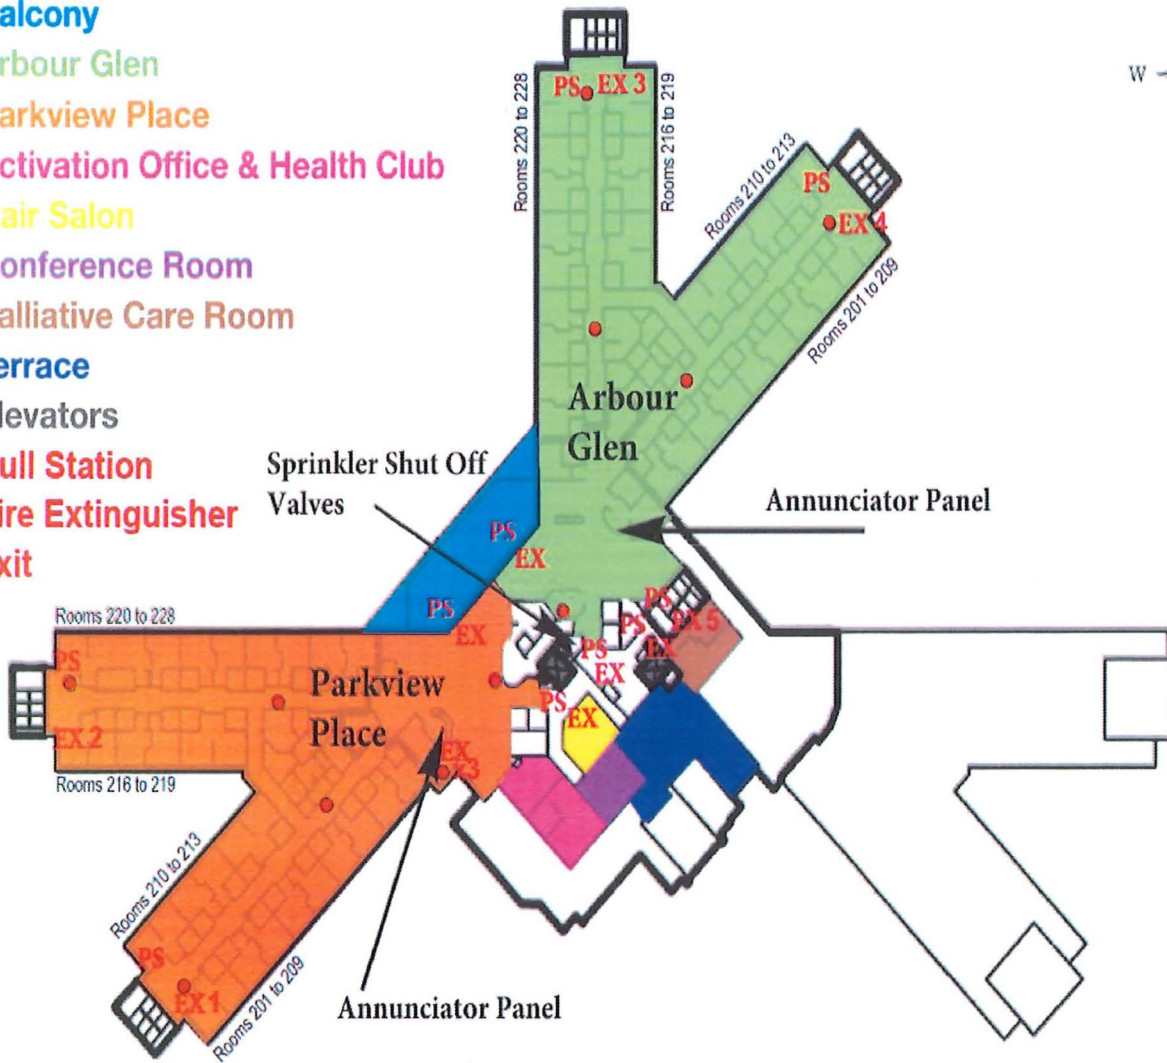 alcony
rbour Glen
arkview Place
ctivation Office & Health Club
air Salon
onference Room
alliative Care Room
errace
levators
ull Station
ire Extinguisher
xit
W
Rooms 220 to 228
PS EX 3
Rooms 216 to 219
Rooms 210 to 213
PS
EX 4
Rooms 201 to 209
Arbour
Glen
Sprinkler Shut Off
Valves
Annunciator Panel
PS
EX
PS
EX
PS
PS
EX 5
PS
EX
EX
PS
EX
Rooms 220 to 228
PS
EX 2
Rooms 216 to 219
Parkview
Place
EX
Rooms 210 to 213
PS
EX 1
Rooms 201 to 209
Annunciator Panel